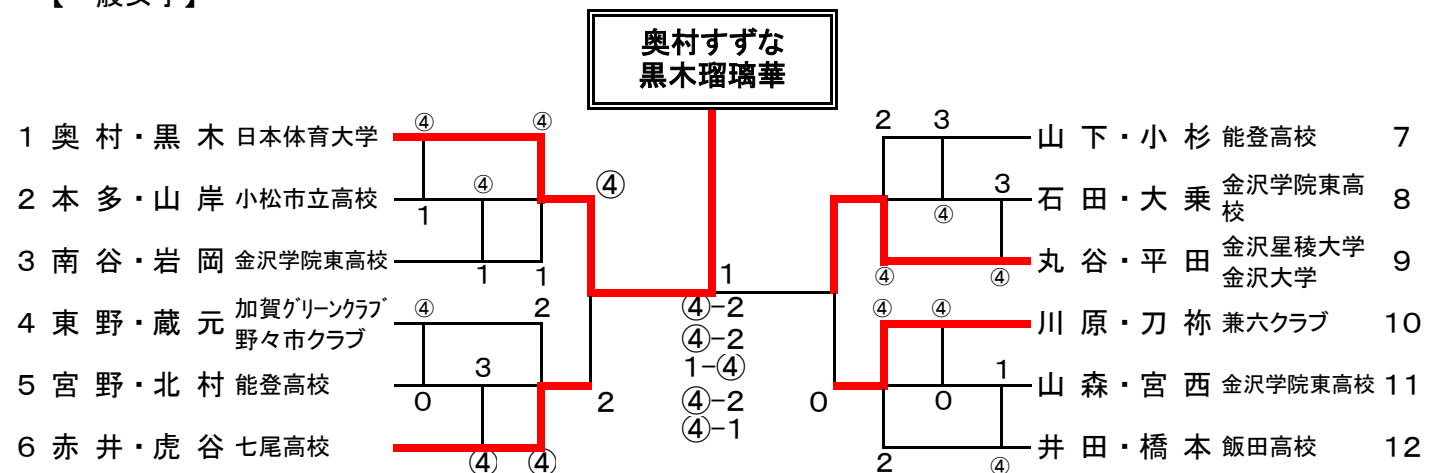 奥村すずな
黒木瑠璃華
1 奥 村・黒 木 日本体育大学
④ ④
2 本 多・山 岸 小松市立高校
1 ④ ④
3 南 谷・岩 岡 金沢学院東高校
1 1
4 東 野・蔵 元 加賀グリーンクラブ
野々市クラブ
④ 2
5 宮 野・北 村 能登高校
0 3 2
6 赤 井・虎 谷 七尾高校
④ ④
1
④-2
④-2
1-④
④-2
④-1
2 3 山 下・小 杉 能登高校 7
④ 3 石 田・大 乗 金沢学院東高
校 8
④ ④ 丸 谷・平 田 金沢星稜大学
金沢大学 9
④ ④ 川 原・刀 祢 兼六クラブ 10
0 0 1 山 森・宮 西 金沢学院東高校 11
2 ④ 井 田・橋 本 飯田高校 12